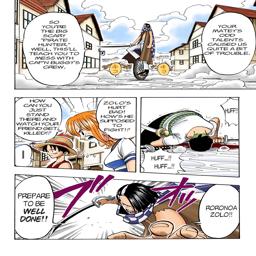 SO
YOU'RE
THE BIG
SCARY
"PIRATE
HUNTER."
WELL, THIS'LL
TEACH YOU TO
MESS WITH
CAP'N BUGGY'S
CREW.
YOUR
MATEY'S
ODD
TALENTS
CAUSED US
QUITE A BIT
OF TROUBLE.
HOW
CAN YOU
JUST
STAND
THERE AND
WATCH YOUR
FRIEND GET
KILLED!?
ZOLO'S
HURT
BAD!
HOW'S HE
SUPPOSED
TO
FIGHT!?
HUFF...!!
HUFF...
HUFF...!!
PREPARE
TO BE
WELL
DONE!!
RORONOA
ZOLO!!